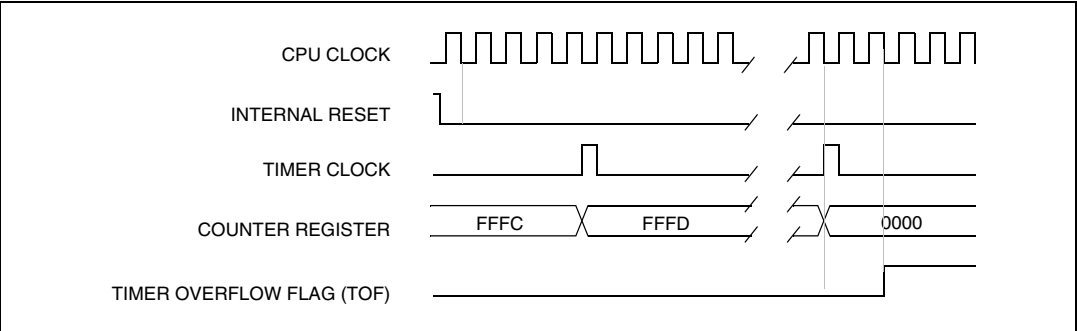 CPU CLOCK
INTERNAL RESET
TIMER CLOCK
COUNTER REGISTER FFFC FFFD 0000
TIMER OVERFLOW FLAG (TOF)